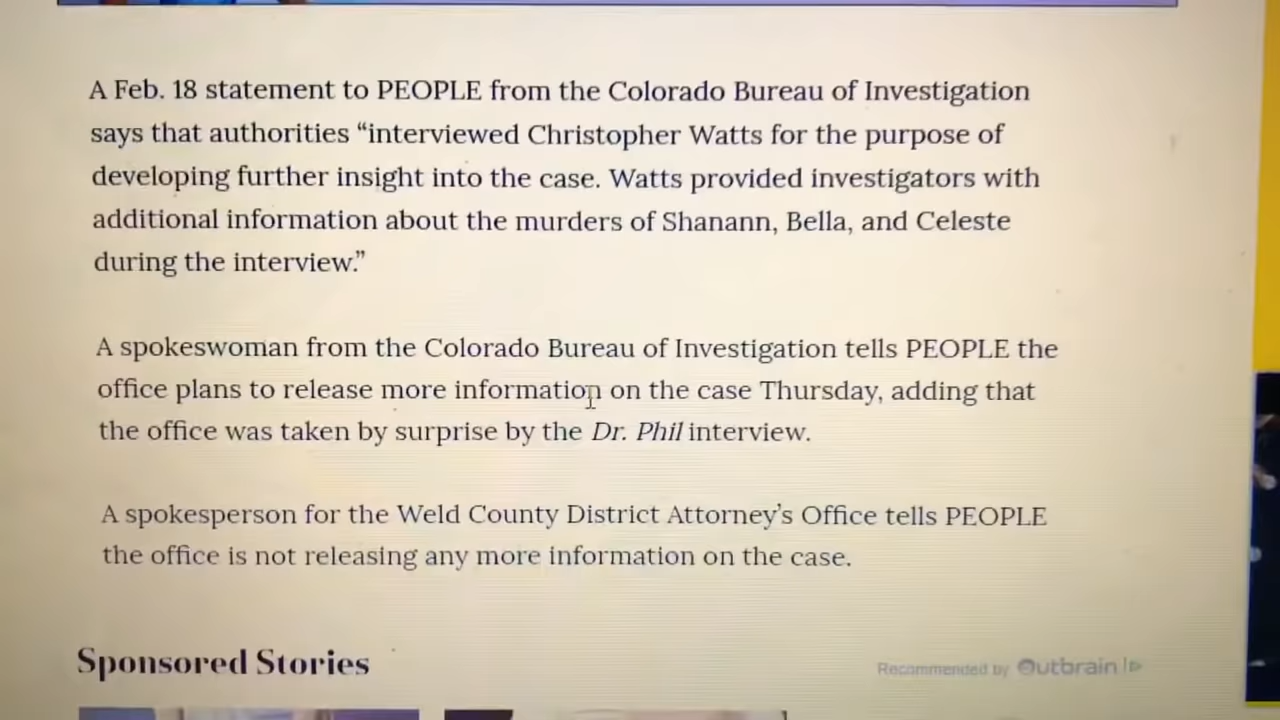 A Feb. 18 statement to PEOPLE from the Colorado Bureau of Investigation
says that authorities “interviewed Christopher Watts for the purpose of
developing further insight into the case. Watts provided investigators with
additional information about the murders of Shanann, Bella, and Celeste
during the interview.”
A spokeswoman from the Colorado Bureau of Investigation tells PEOPLE the
office plans to release more information on the case Thursday, adding that
the office was taken by surprise by the Dr. Phil interview.
A spokesperson for the Weld County District Attorney’s Office tells PEOPLE
the office is not releasing any more information on the case.
Sponsored Stories
Recommended by Outbrain